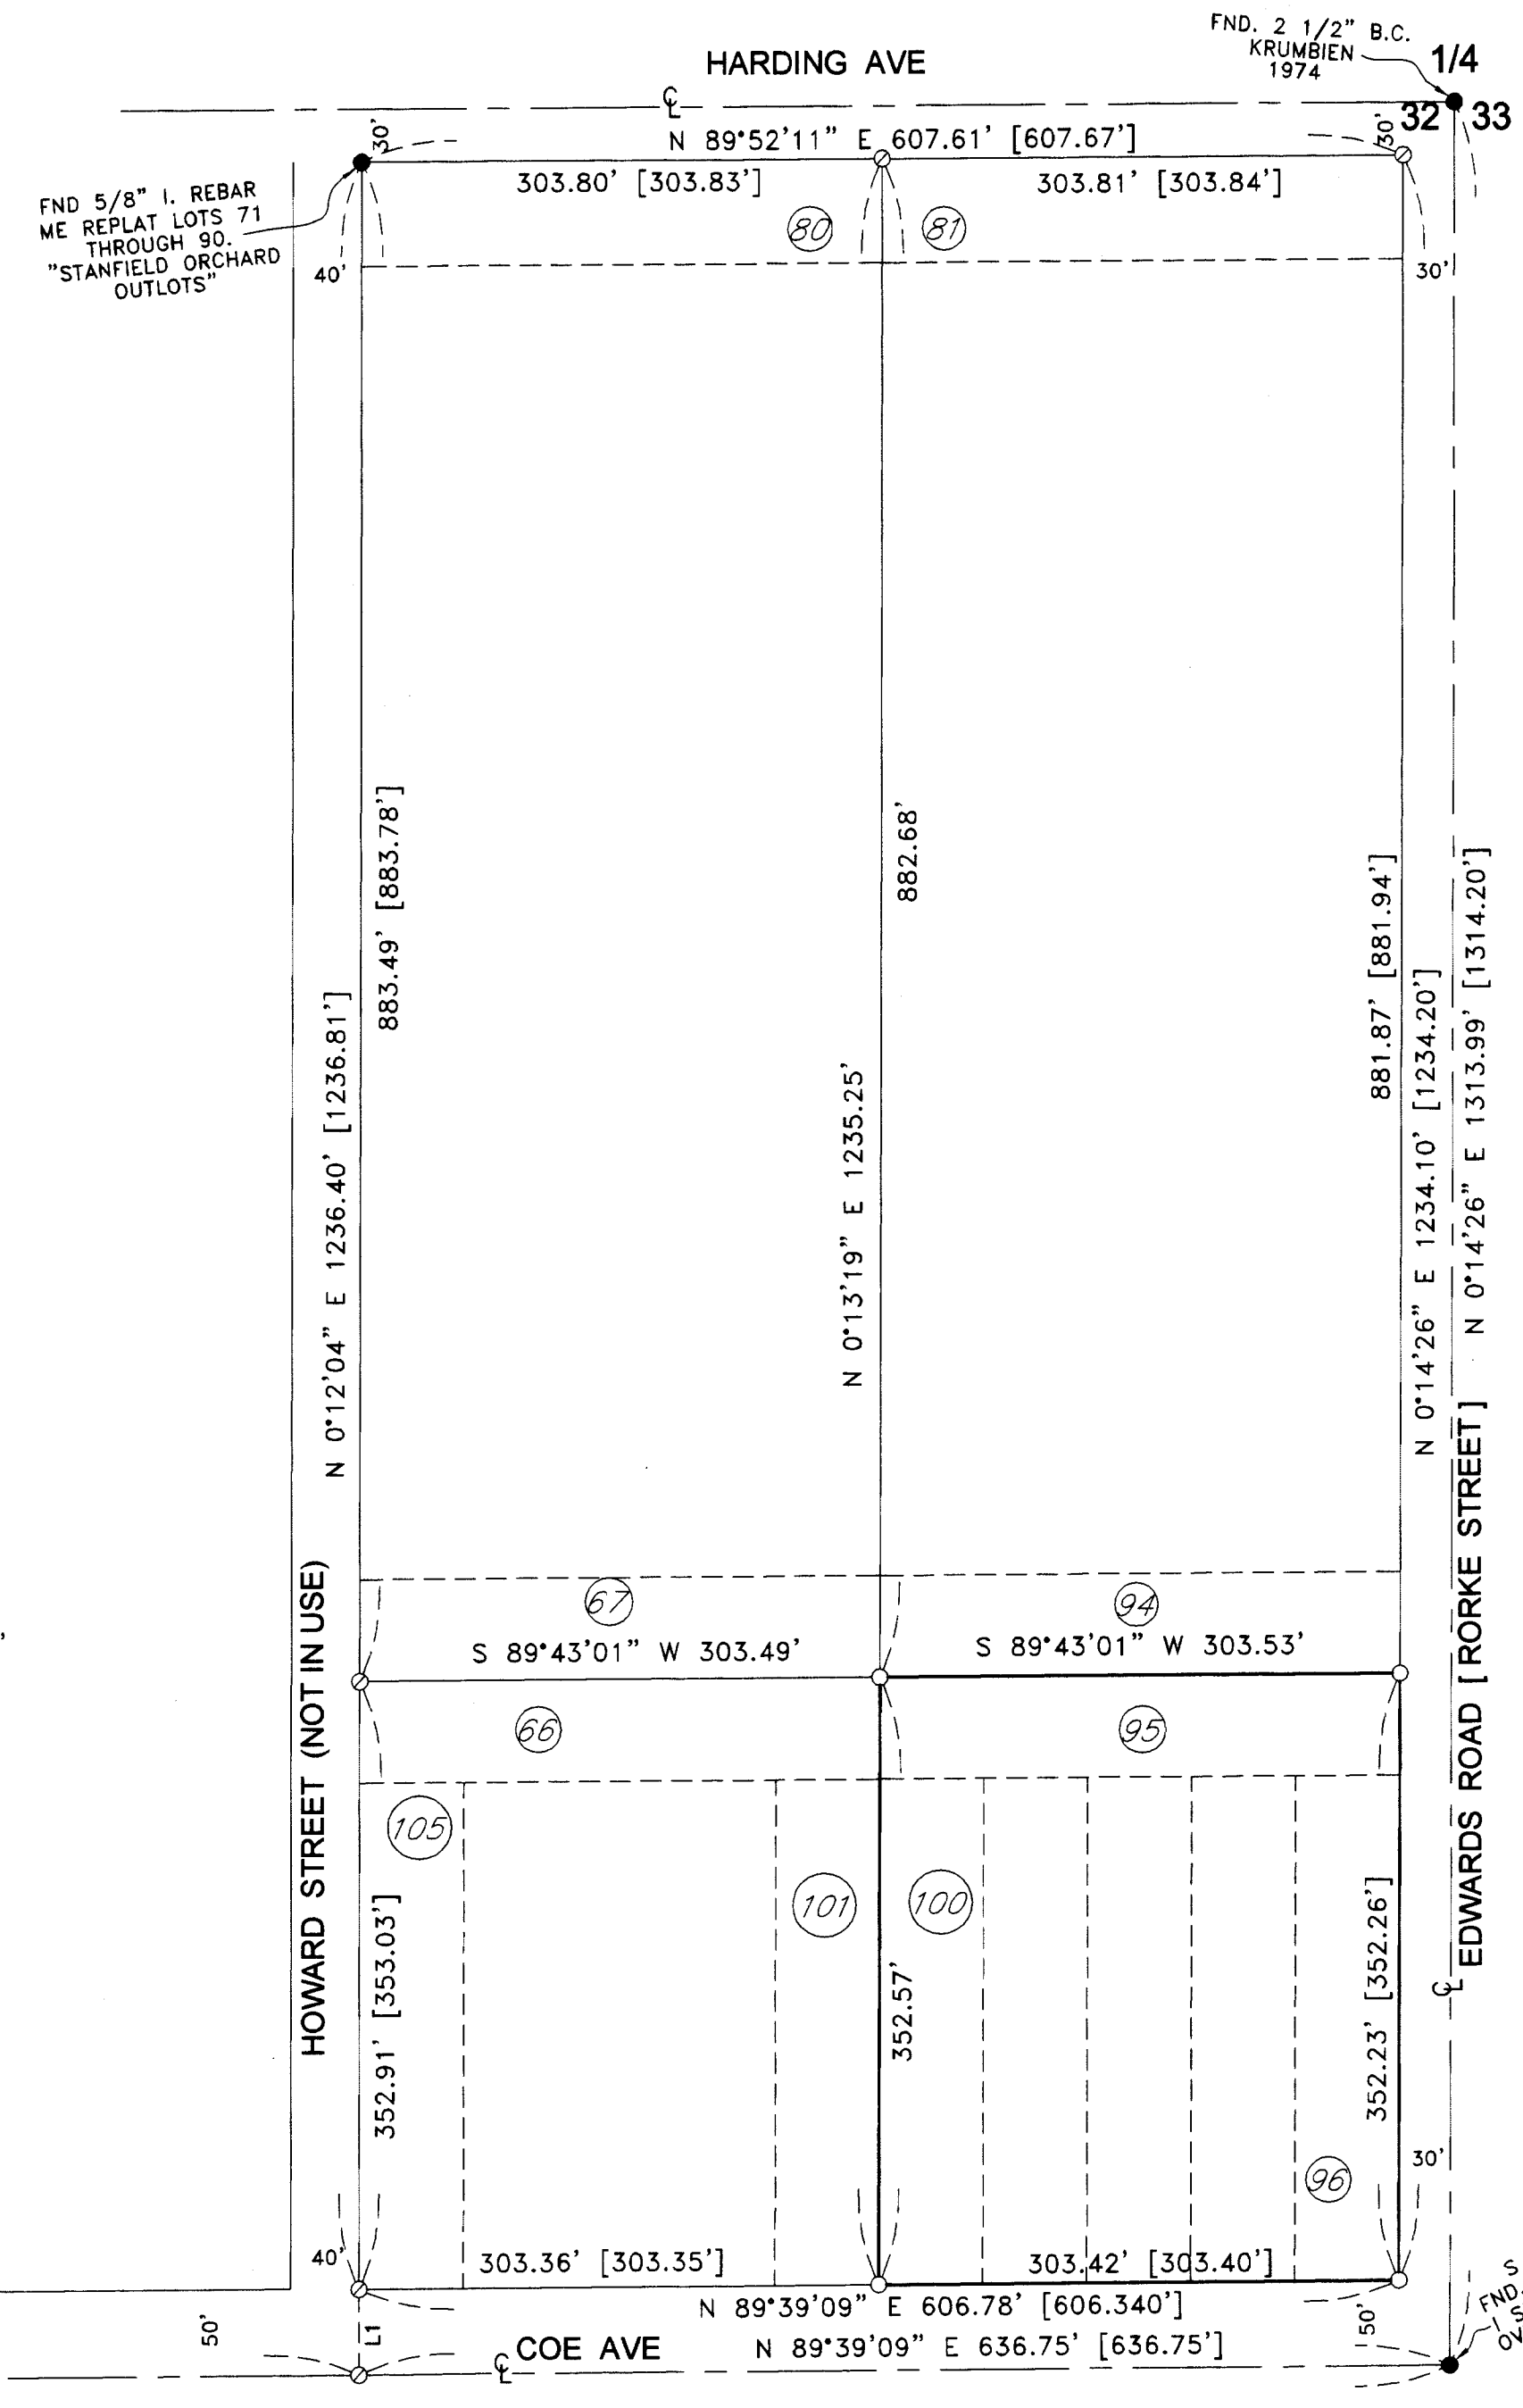 FND. 2 1/2" B.C.
KRUMBIEN
1974
1/4
32
33
HARDING AVE
℄
30'
30'
N 89°52'11" E 607.61' [607.67']
303.80' [303.83']
303.81' [303.84']
FND 5/8" I. REBAR
ME REPLAT LOTS 71
THROUGH 90.
"STANFIELD ORCHARD
OUTLOTS"
80
81
40'
30'
883.49' [883.78']
882.68'
881.87' [881.94']
N 0°12'04" E 1236.40' [1236.81']
N 0°13'19" E 1235.25'
N 0°14'26" E 1234.10' [1234.20']
N 0°14'26" E 1313.99' [1314.20']
HOWARD STREET (NOT IN USE)
EDWARDS ROAD [RORKE STREET]
℄
67
94
S 89°43'01" W 303.49'
S 89°43'01" W 303.53'
66
95
105
101
100
352.91' [353.03']
352.57'
352.23' [352.26']
96
30'
40'
303.36' [303.35']
303.42' [303.40']
N 89°39'09" E 606.78' [606.340']
50'
L1
50'
℄
COE AVE
N 89°39'09" E 636.75' [636.75']
S
FND.